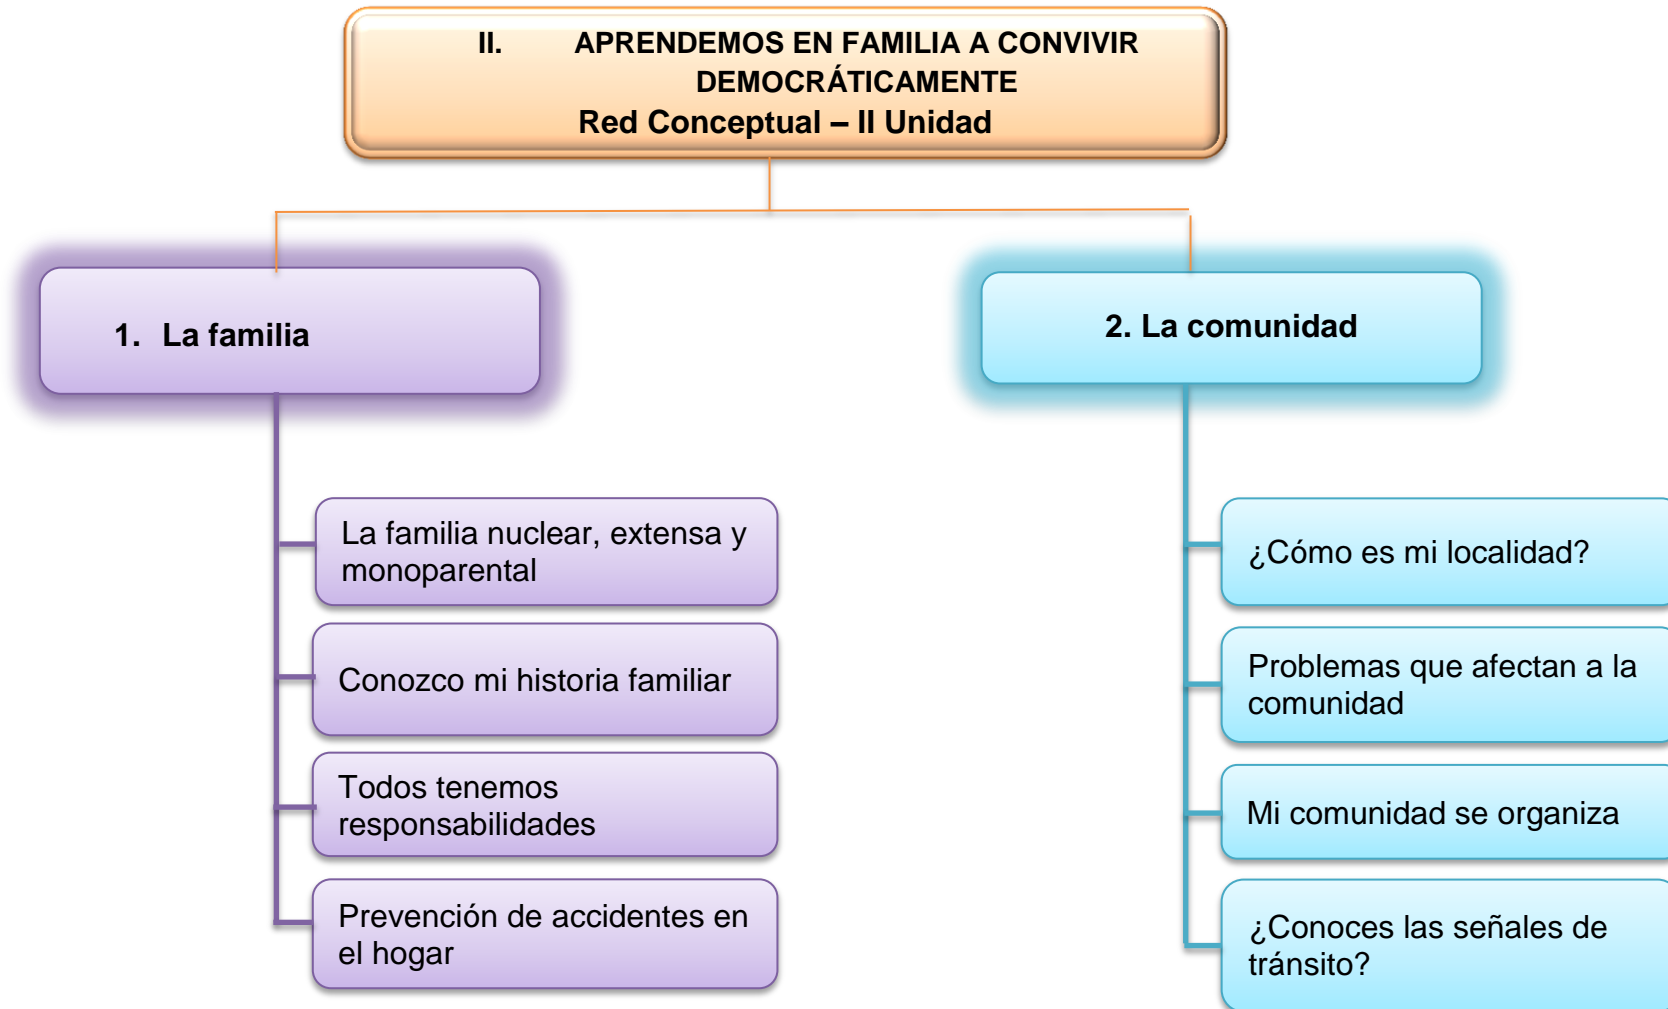 II. APRENDEMOS EN FAMILIA A CONVIVIR
DEMOCRÁTICAMENTE
Red Conceptual – II Unidad
1. La familia
La familia nuclear, extensa y
monoparental
Conozco mi historia familiar
Todos tenemos
responsabilidades
Prevención de accidentes en
el hogar
2. La comunidad
¿Cómo es mi localidad?
Problemas que afectan a la
comunidad
Mi comunidad se organiza
¿Conoces las señales de
tránsito?